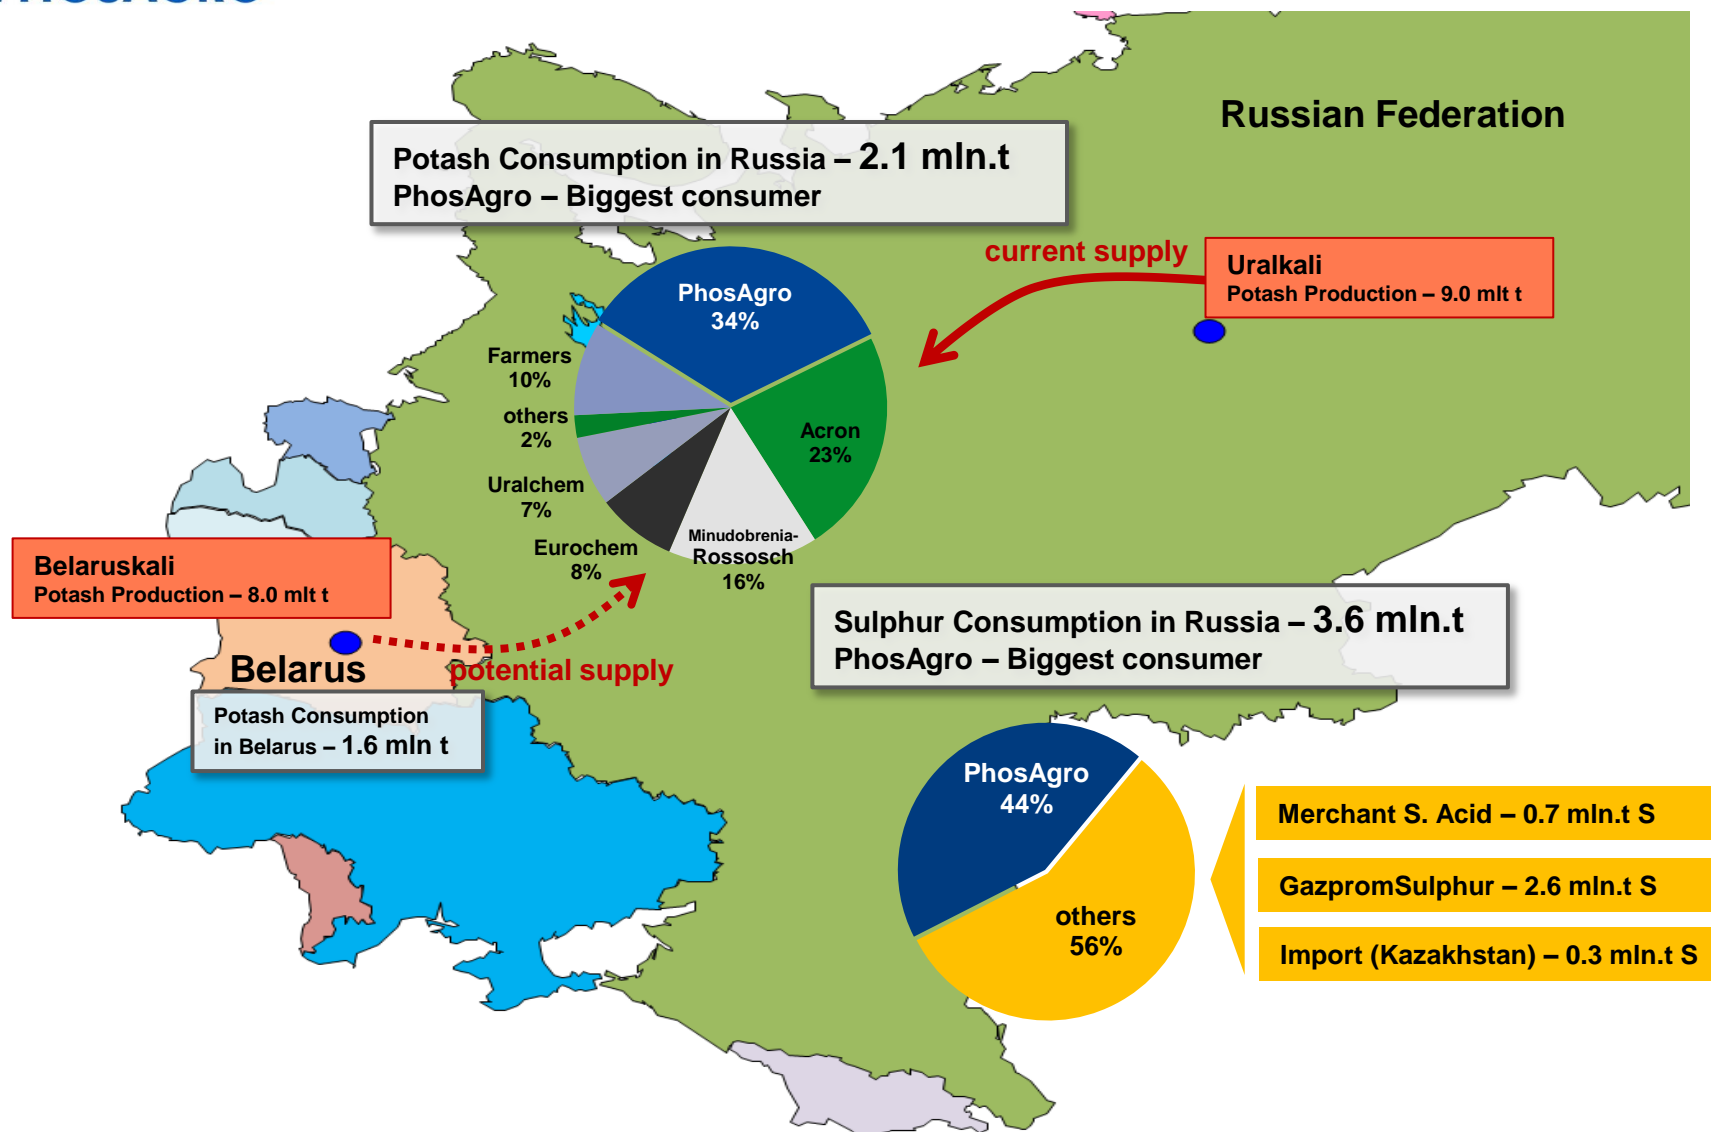 Russian Federation
Potash Consumption in Russia – 2.1 mln.t
PhosAgro – Biggest consumer
current supply
Uralkali
Potash Production – 9.0 mlt t
PhosAgro
34%
Farmers
10%
others
2%
Acron
23%
Uralchem
7%
Eurochem
8%
Minudobrenia-
Rossosch
16%
Belaruskali
Potash Production – 8.0 mlt t
Belarus
potential supply
Potash Consumption
in Belarus – 1.6 mln t
Sulphur Consumption in Russia – 3.6 mln.t
PhosAgro – Biggest consumer
PhosAgro
44%
others
56%
Merchant S. Acid – 0.7 mln.t S
GazpromSulphur – 2.6 mln.t S
Import (Kazakhstan) – 0.3 mln.t S